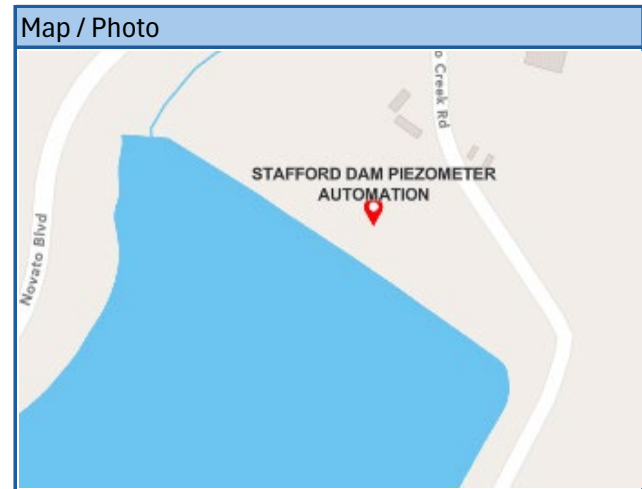 Map / Photo
o Creek Rd
STAFFORD DAM PIEZOMETER
AUTOMATION
Novato Blvd